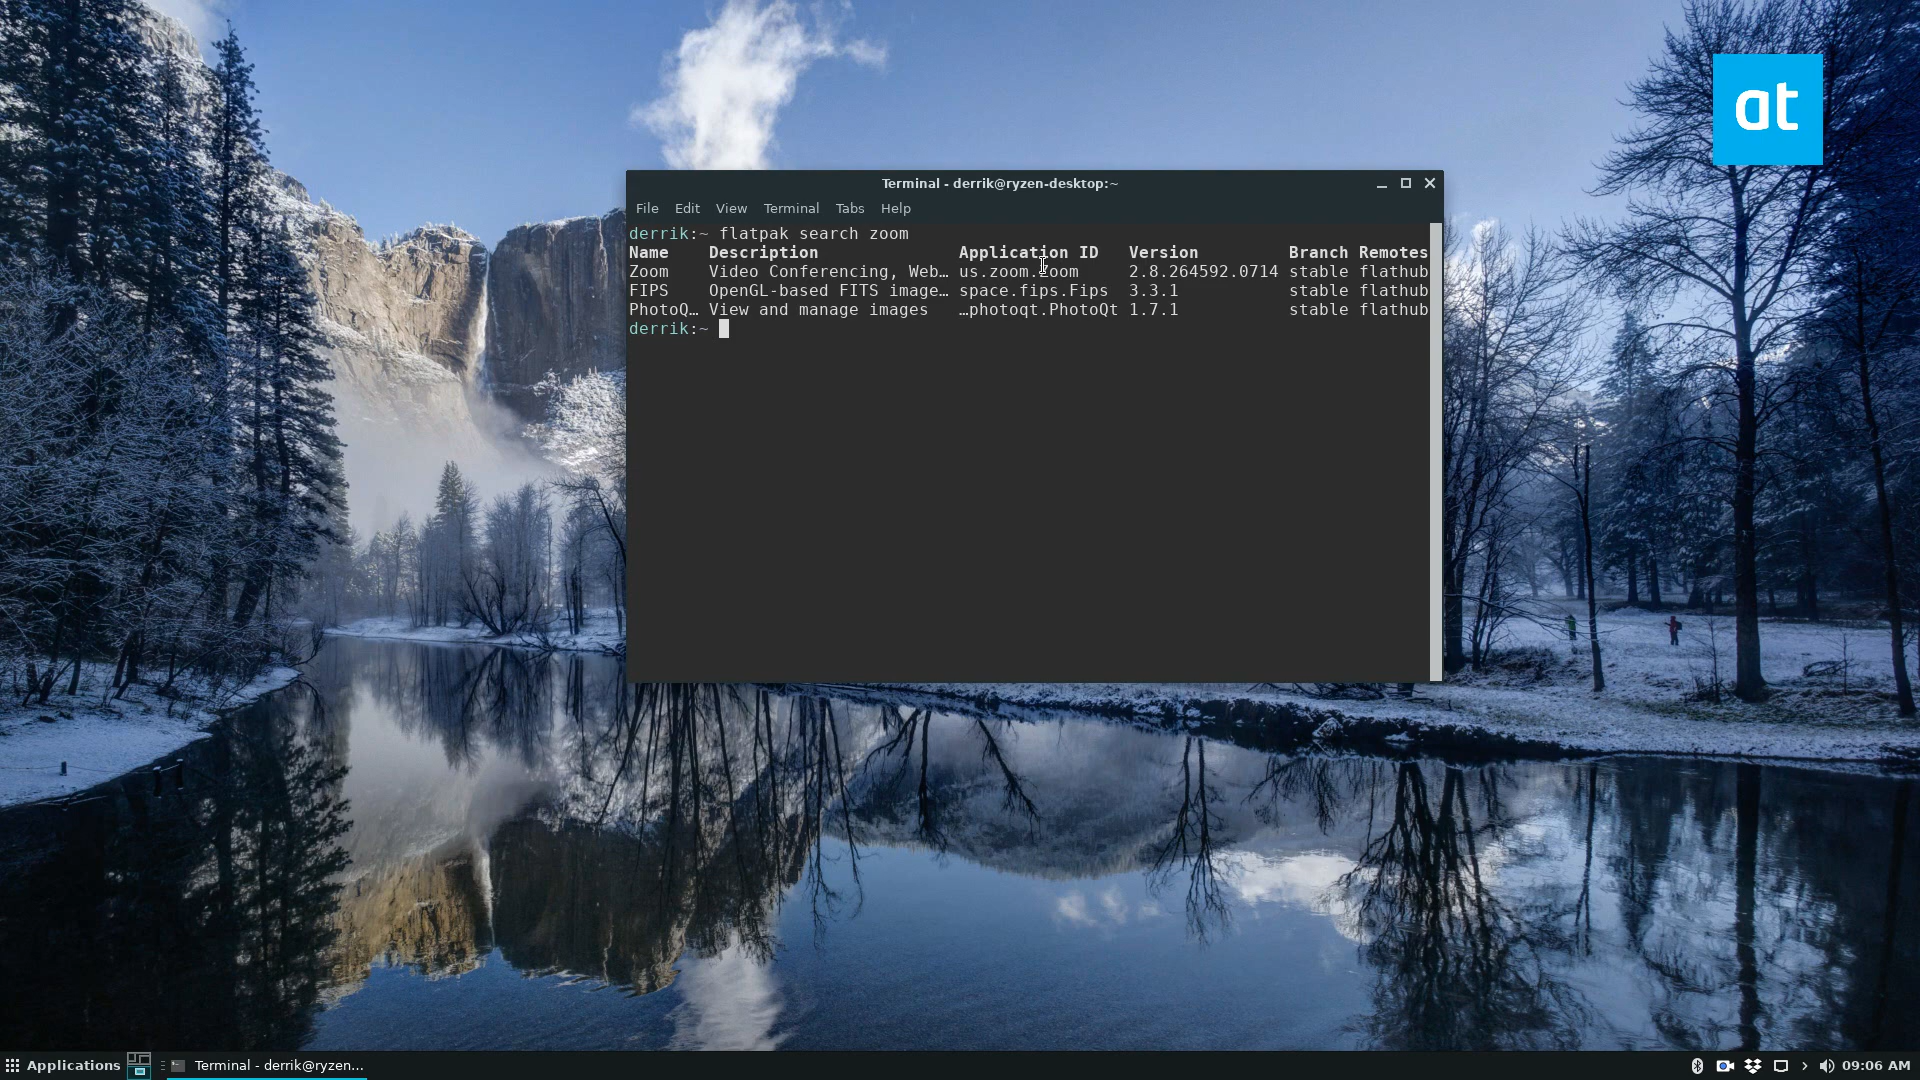 at
Terminal - derrik@ryzen-desktop:~
File Edit View Terminal Tabs Help
derrik:~ flatpak search zoom
Name Description Application ID Version Branch Remotes
Zoom Video Conferencing, Web… us.zoom.Zoom 2.8.264592.0714 stable flathub
FIPS OpenGL-based FITS image… space.fips.Fips 3.3.1 stable flathub
PhotoQ… View and manage images …photoqt.PhotoQt 1.7.1 stable flathub
derrik:~
Applications Terminal - derrik@ryzen... 09:06 AM